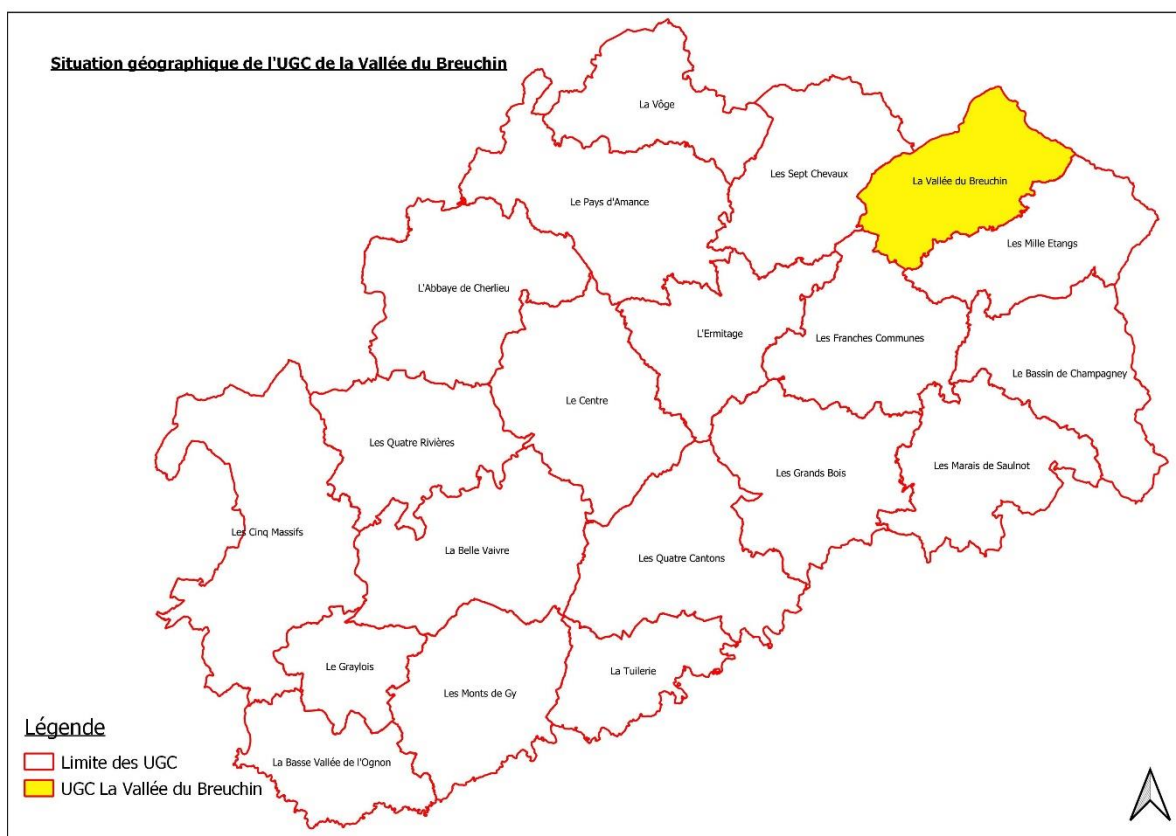 Situation géographique de l'UGC de la Vallée du Breuchin
La Vôge
Les Sept Chevaux
La Vallée du Breuchin
Le Pays d'Amance
Les Mille Etangs
L'Abbaye de Cherlieu
L'Ermitage
Les Franches Communes
Le Bassin de Champagney
Le Centre
Les Quatre Rivières
Les Grands Bois
Les Marais de Saulnot
Les Cinq Massifs
La Belle Vaivre
Les Quatre Cantons
Le Graylois
La Tuilerie
Les Monts de Gy
La Basse Vallée de l'Ognon
Légende
Limite des UGC
UGC La Vallée du Breuchin